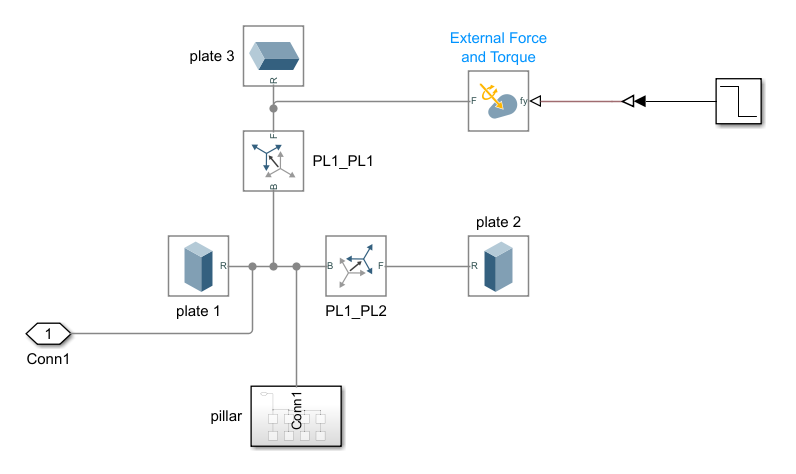 External Force
and Torque
plate 3
R
F
fy
F
PL1_PL1
B
plate 2
R
B
F
R
plate 1
PL1_PL2
1
Conn1
Conn1
pillar